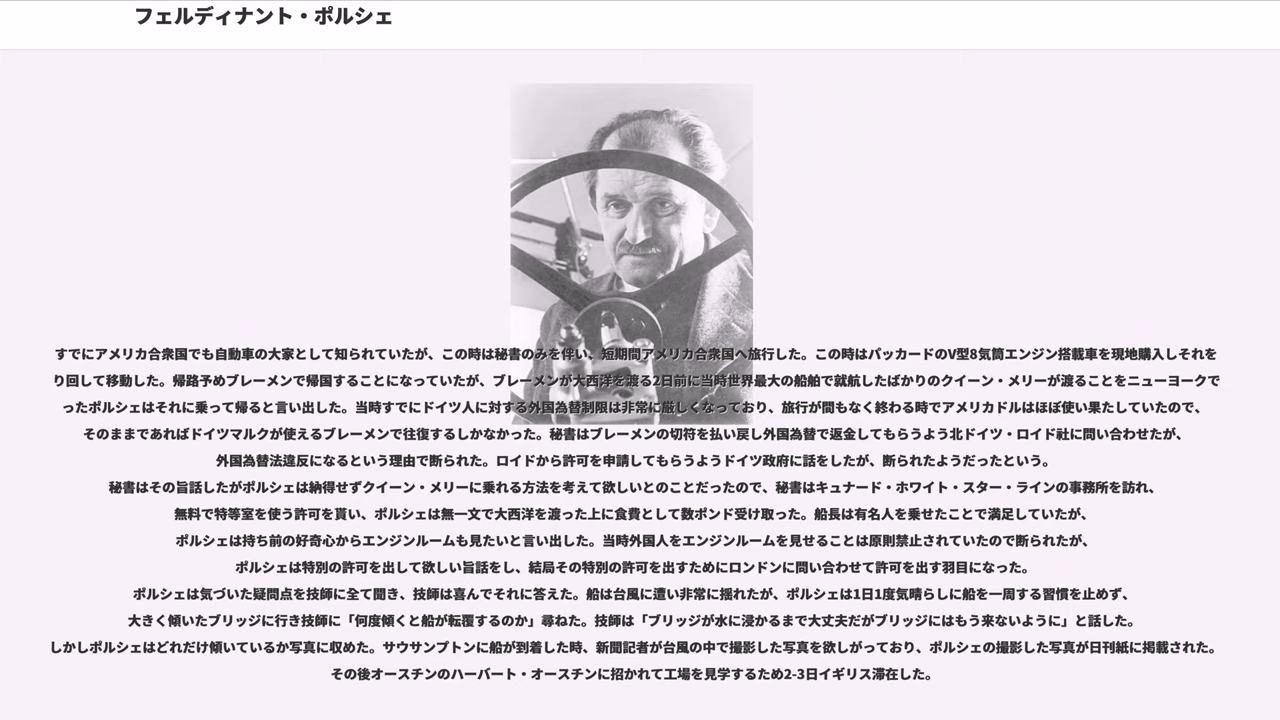 フェルディナント・ポルシェ
すでにアメリカ合衆国でも自動車の大家として知られていたが、この時は秘書のみを伴い、短期間アメリカ合衆国へ旅行した。この時はパッカードのV型8気筒エンジン搭載車を現地購入しそれを
り回して移動した。帰路予めブレーメンで帰国することになっていたが、ブレーメンが大西洋を渡る2日前に当時世界最大の船舶で就航したばかりのクイーン・メリーが渡ることをニューヨークで
ったポルシェはそれに乗って帰ると言い出した。当時すでにドイツ人に対する外国為替制限は非常に厳しくなっており、旅行が間もなく終わる時でアメリカドルはほぼ使い果たしていたので、
そのままであればドイツマルクが使えるブレーメンで往復するしかなかった。秘書はブレーメンの切符を払い戻し外国為替で返金してもらうよう北ドイツ・ロイド社に問い合わせたが、
外国為替法違反になるという理由で断られた。ロイドから許可を申請してもらうようドイツ政府に話をしたが、断られたようだったという。
秘書はその旨話したがポルシェは納得せずクイーン・メリーに乗れる方法を考えて欲しいとのことだったので、秘書はキュナード・ホワイト・スター・ラインの事務所を訪れ、
無料で特等室を使う許可を貰い、ポルシェは無一文で大西洋を渡った上に食費として数ポンド受け取った。船長は有名人を乗せたことで満足していたが、
ポルシェは持ち前の好奇心からエンジンルームも見たいと言い出した。当時外国人をエンジンルームを見せることは原則禁止されていたので断られたが、
ポルシェは特別の許可を出して欲しい旨話をし、結局その特別の許可を出すためにロンドンに問い合わせて許可を出す羽目になった。
ポルシェは気づいた疑問点を技師に全て聞き、技師は喜んでそれに答えた。船は台風に遭い非常に揺れたが、ポルシェは1日1度気晴らしに船を一周する習慣を止めず、
大きく傾いたブリッジに行き技師に「何度傾くと船が転覆するのか」尋ねた。技師は「ブリッジが水に浸かるまで大丈夫だがブリッジにはもう来ないように」と話した。
しかしポルシェはどれだけ傾いているか写真に収めた。サウサンプトンに船が到着した時、新聞記者が台風の中で撮影した写真を欲しがっており、ポルシェの撮影した写真が日刊紙に掲載された。
その後オースチンのハーバート・オースチンに招かれて工場を見学するため2-3日イギリス滞在した。